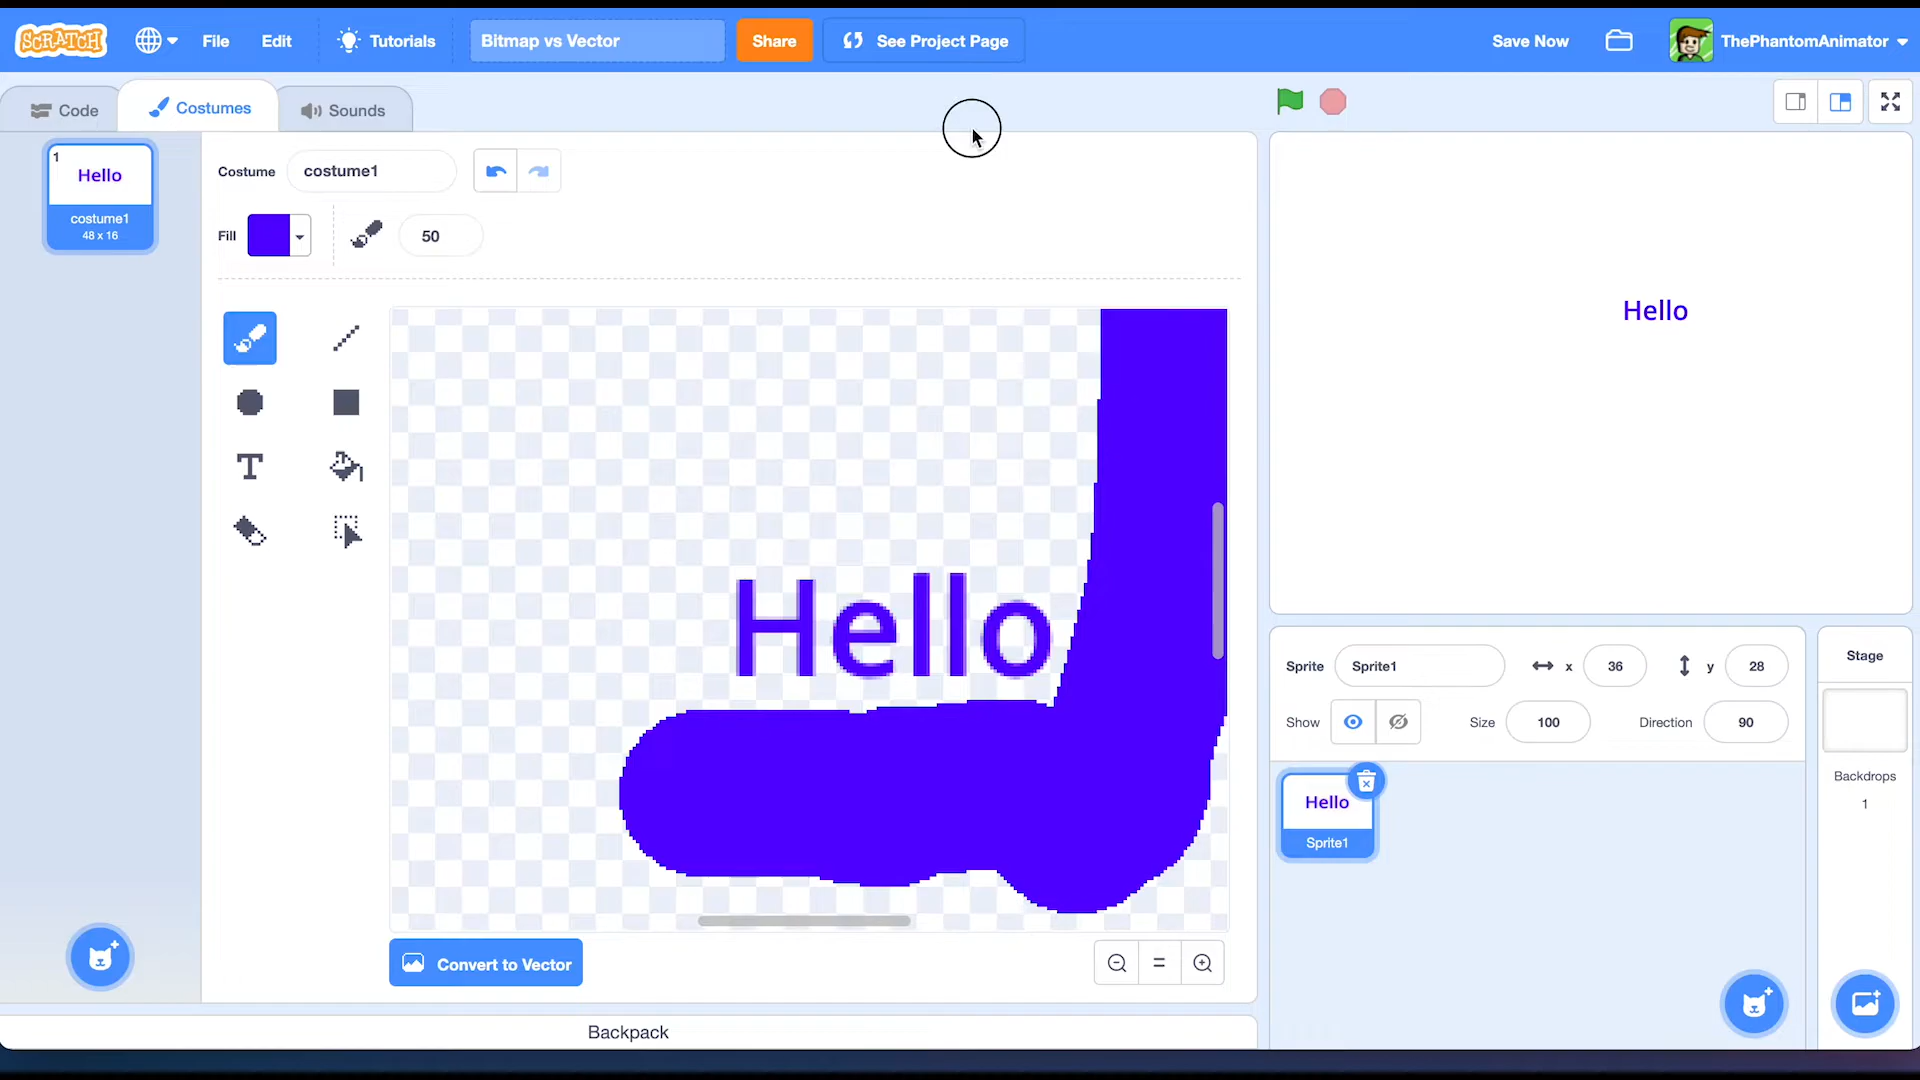 SCRATCH
File
Edit
Tutorials
Bitmap vs Vector
Share
See Project Page
Save Now
ThePhantomAnimator
Code
Costumes
Sounds
1
Hello
costume1
48 x 16
Costume
costume1
Fill
50
T
Hello
Convert to Vector
=
Backpack
Hello
Sprite
Sprite1
x
36
y
28
Show
Size
100
Direction
90
Hello
Sprite1
Stage
Backdrops
1